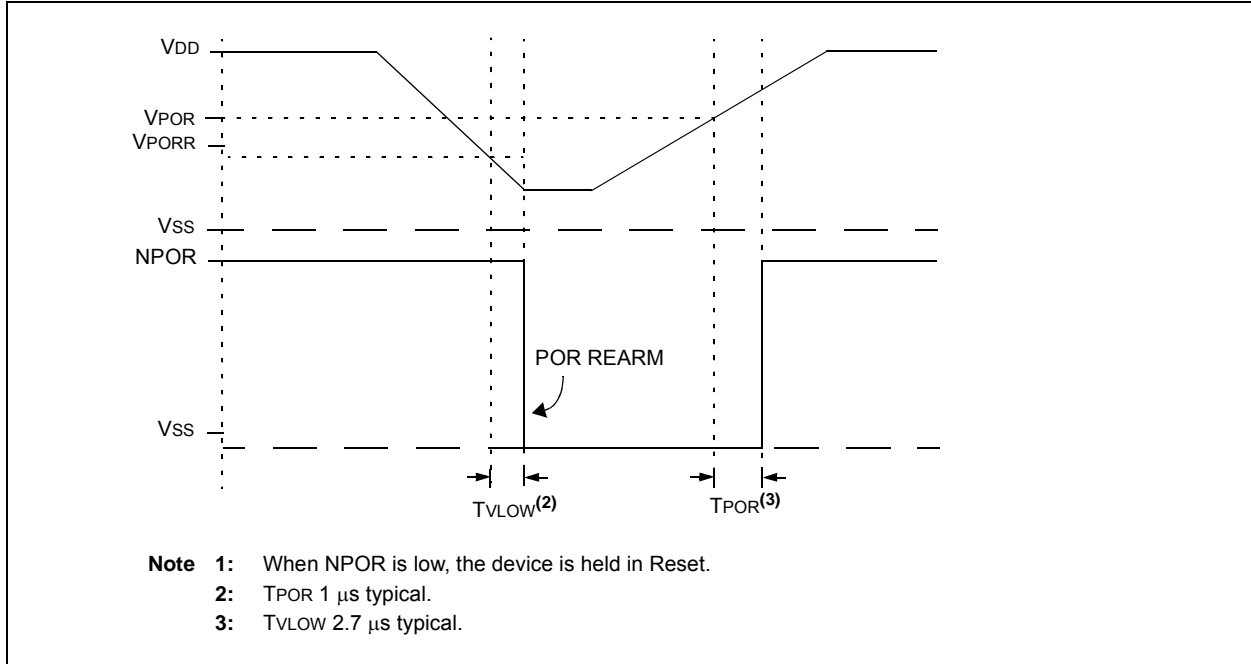 VDD
VPOR
VPORR
VSS
NPOR
POR REARM
VSS
TVLOW(2)
TPOR(3)
Note 1: When NPOR is low, the device is held in Reset.
2: TPOR 1 μs typical.
3: TVLOW 2.7 μs typical.